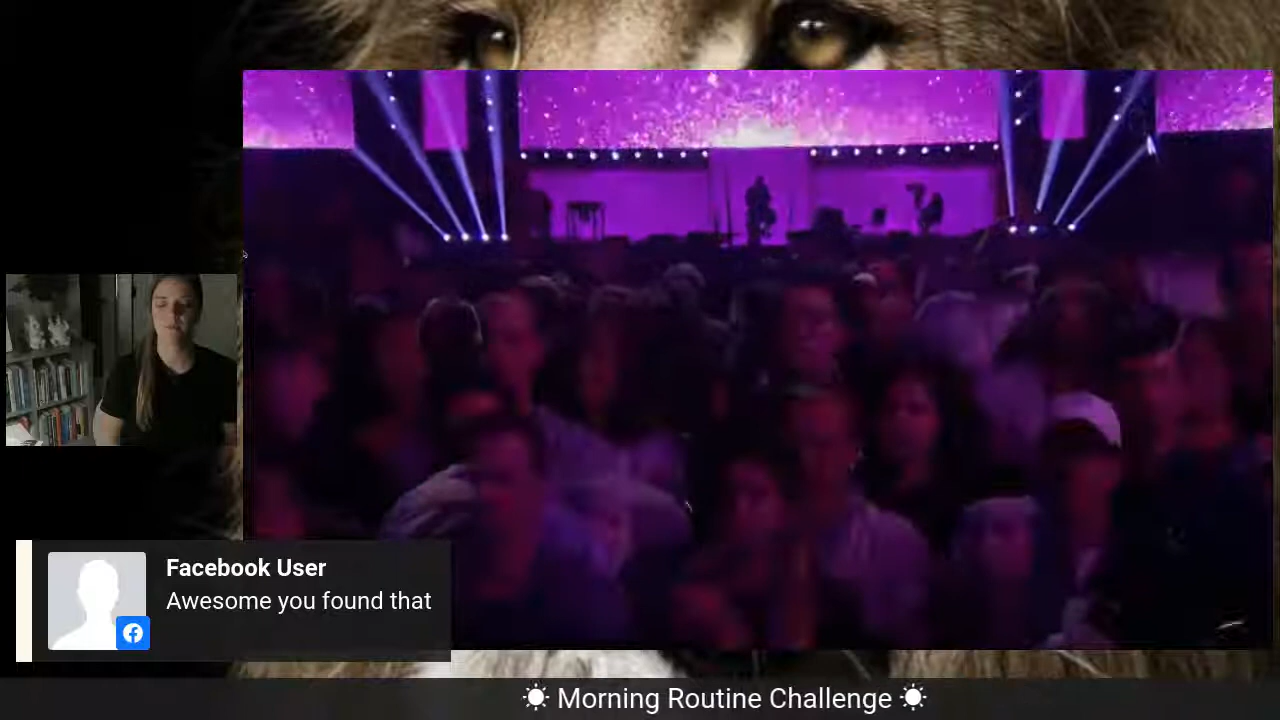 Facebook User
Awesome you found that
☀ Morning Routine Challenge ☀